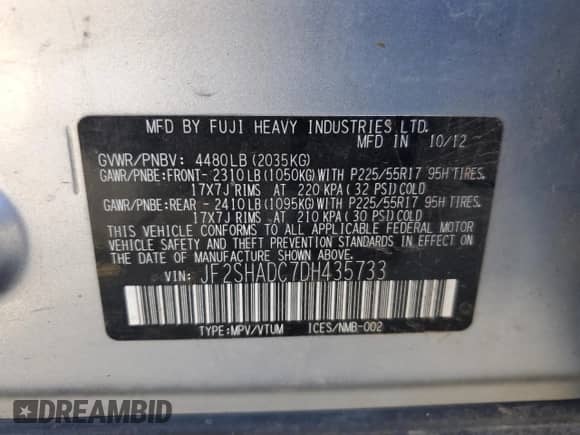 MFD BY FUJI HEAVY INDUSTRIES LTD.
MFD IN 10/12
GVWR/PNBV: 4480LB(2035KG)
GAWR/PNBE:FRONT- 2310LB(1050KG)WITH P225/55R17 95H TIRES.
17X7J RIMS AT 220 KPA(32 PSI)COLD
GAWR/PNBE:REAR - 2410LB(1095KG)WITH P225/55R17 95H TIRES.
17X7J RIMS AT 210 KPA(30 PSI)COLD
THIS VEHICLE CONFORMS TO ALL APPLICABLE FEDERAL MOTOR
VEHICLE SAFETY AND THEFT PREVENTION STANDARDS IN EFFECT ON
THE DATE OF MANUFACTURE SHOWN ABOVE.
VIN: JF2SHADC7DH435733
TYPE:MPV/VTUM ICES/NMB-002
DREAMBID